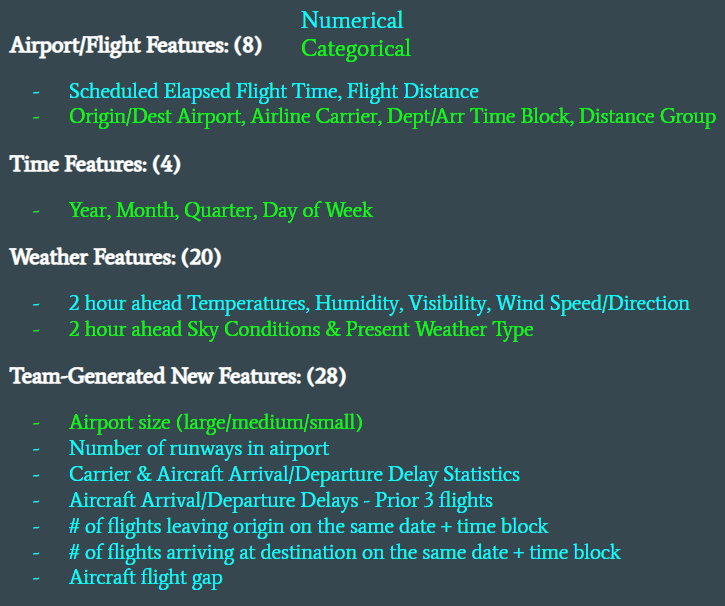 Numerical
Airport/Flight Features: (8)
Categorical
- Scheduled Elapsed Flight Time, Flight Distance
- Origin/Dest Airport, Airline Carrier, Dept/Arr Time Block, Distance Group
Time Features: (4)
- Year, Month, Quarter, Day of Week
Weather Features: (20)
- 2 hour ahead Temperatures, Humidity, Visibility, Wind Speed/Direction
- 2 hour ahead Sky Conditions & Present Weather Type
Team-Generated New Features: (28)
- Airport size (large/medium/small)
- Number of runways in airport
- Carrier & Aircraft Arrival/Departure Delay Statistics
- Aircraft Arrival/Departure Delays - Prior 3 flights
- # of flights leaving origin on the same date + time block
- # of flights arriving at destination on the same date + time block
- Aircraft flight gap